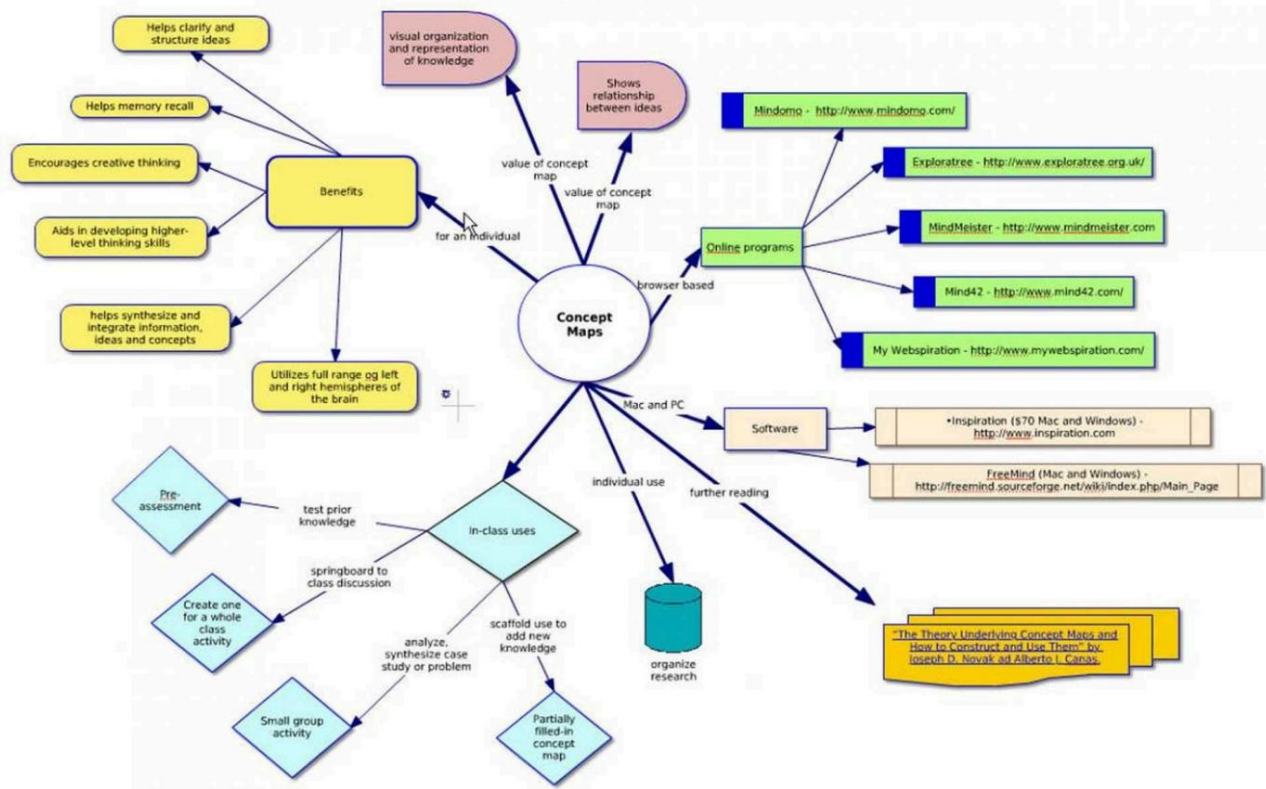 Helps clarify and
structure ideas
Helps memory recall
Encourages creative thinking
Aids in developing higher-
level thinking skills
helps synthesize and
integrate information,
ideas and concepts
Utilizes full range og left
and right hemispheres of
the brain
Benefits
for an individual
visual organization
and representation
of knowledge
value of concept
map
Shows
relationship
between ideas
value of concept
map
Concept
Maps
browser based
Online programs
Mindomo - http://www.mindomo.com/
Exploratree - http://www.exploratree.org.uk/
MindMeister - http://www.mindmeister.com
Mind42 - http://www.mind42.com/
My Webspiration - http://www.mywebspiration.com/
Mac and PC
Software
•Inspiration ($70 Mac and Windows) -
http://www.inspiration.com
FreeMind (Mac and Windows) -
http://freemind.sourceforge.net/wiki/index.php/Main_Page
further reading
"The Theory Underlying Concept Maps and
How to Construct and Use Them" by
Joseph D. Novak ad Alberto J. Canas.
individual use
organize
research
In-class uses
test prior
knowledge
Pre-
assessment
springboard to
class discussion
Create one
for a whole
class
activity
analyze,
synthesize case
study or problem
Small group
activity
scaffold use to
add new
knowledge
Partially
filled-in
concept
map